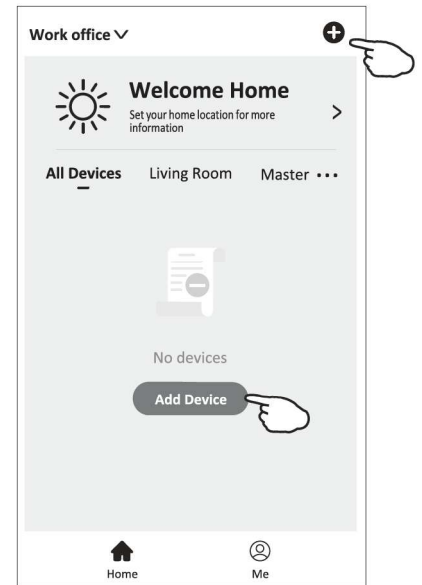 Work office
Welcome Home
Set your home location for more
information
All Devices Living Room Master
No devices
Add Device
Home Me